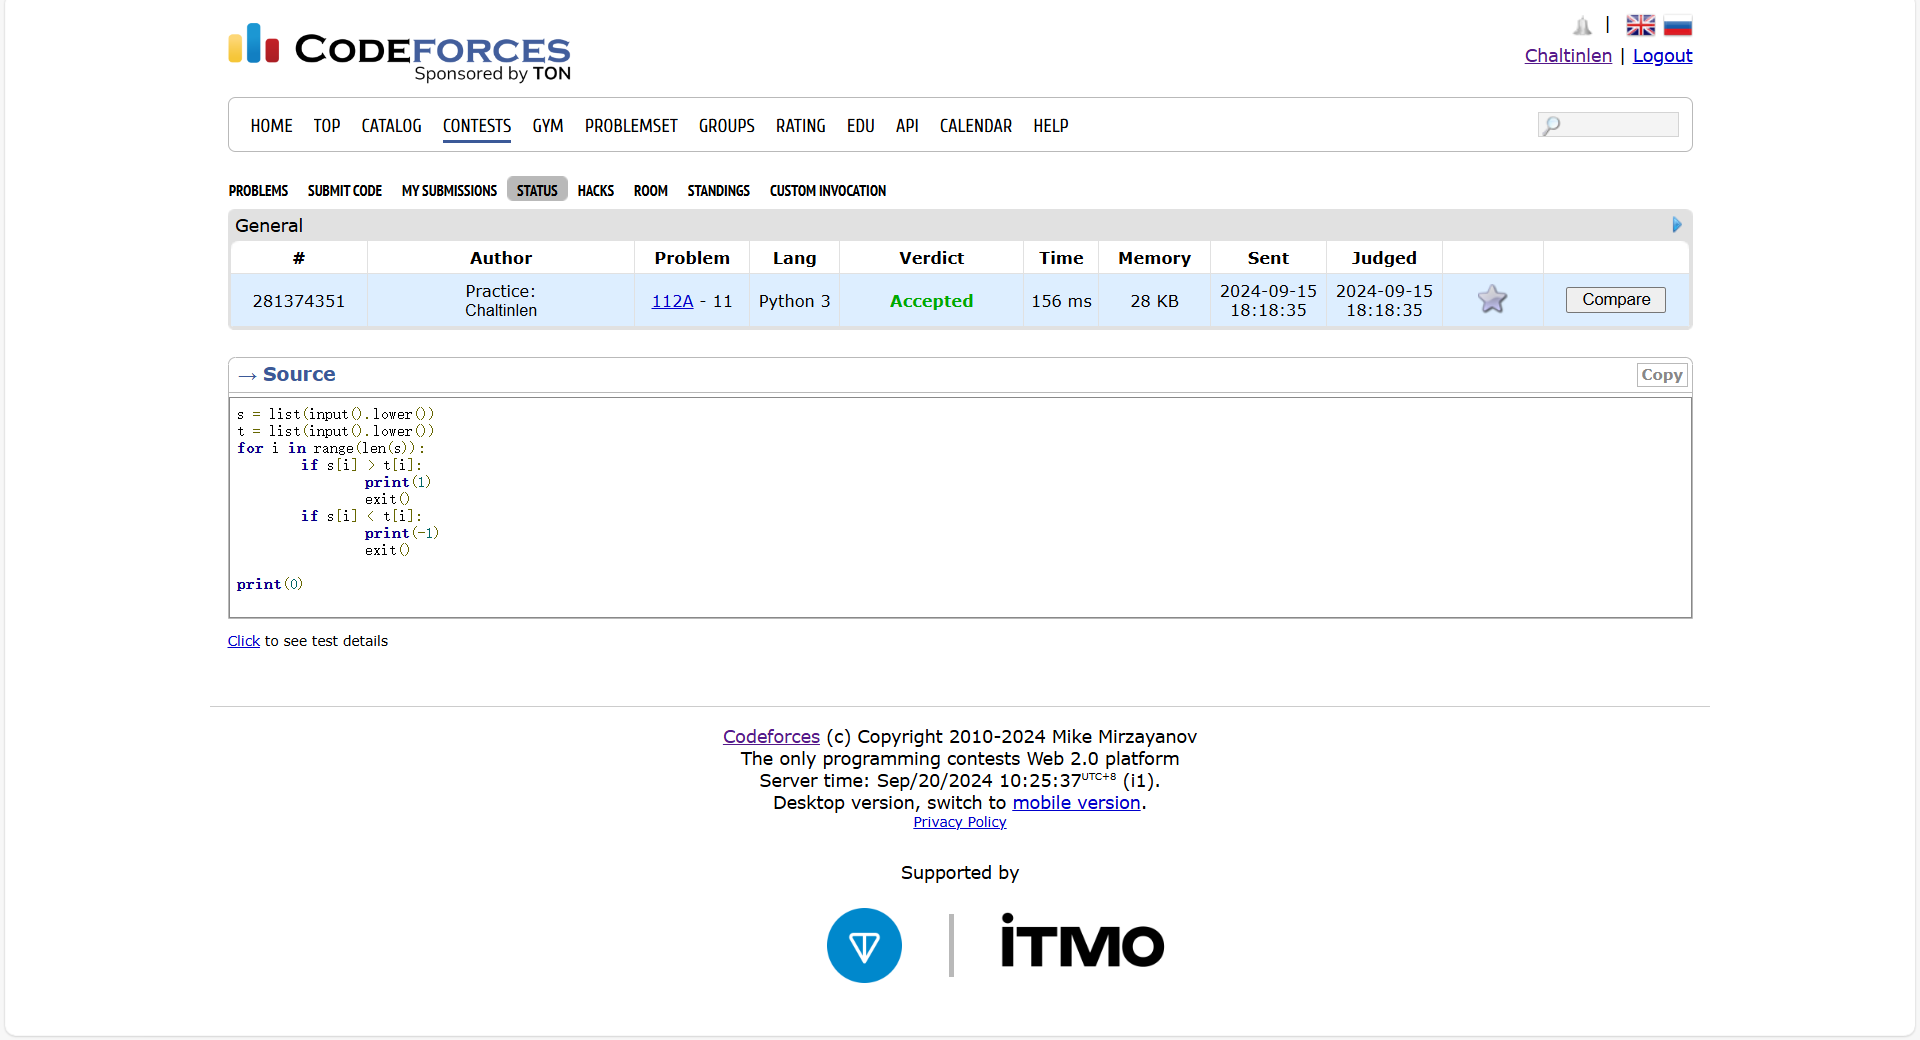 CODEFORCES
Sponsored by TON
|
Chaltinlen | Logout
HOME TOP CATALOG CONTESTS GYM PROBLEMSET GROUPS RATING EDU API CALENDAR HELP
PROBLEMS SUBMIT CODE MY SUBMISSIONS STATUS HACKS ROOM STANDINGS CUSTOM INVOCATION
General
# Author Problem Lang Verdict Time Memory Sent Judged
281374351 Practice: Chaltinlen 112A - 11 Python 3 Accepted 156 ms 28 KB 2024-09-15 18:18:35 2024-09-15 18:18:35 Compare
→ Source Copy
s = list(input().lower())
t = list(input().lower())
for i in range(len(s)):
        if s[i] > t[i]:
                print(1)
                exit()
        if s[i] < t[i]:
                print(-1)
                exit()
print(0)
Click to see test details
Codeforces (c) Copyright 2010-2024 Mike Mirzayanov
The only programming contests Web 2.0 platform
Server time: Sep/20/2024 10:25:37UTC+8 (i1).
Desktop version, switch to mobile version.
Privacy Policy
Supported by
iTMO